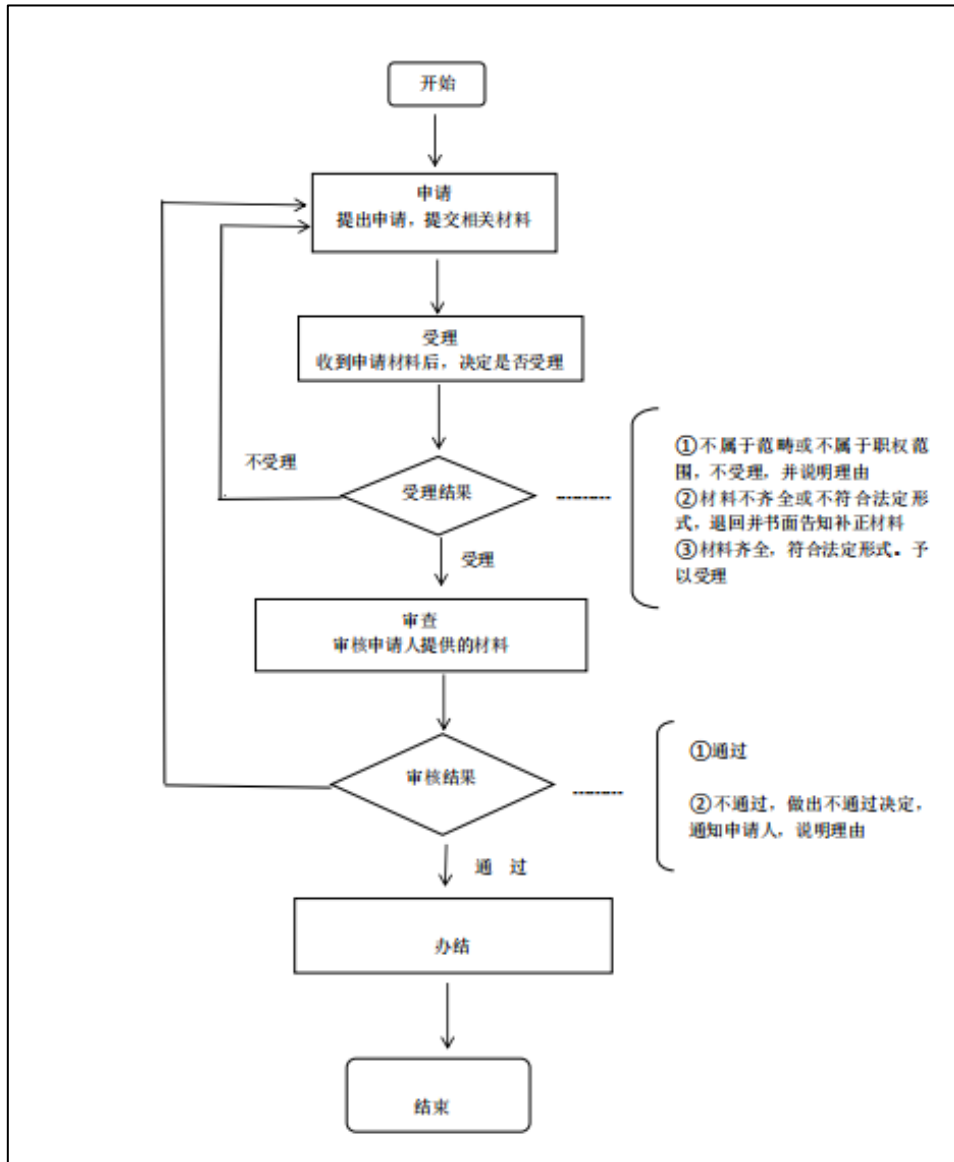 开始
申请
提出申请，提交相关材料
受理
收到申请材料后，决定是否受理
不受理
受理结果
①不属于范畴或不属于职权范
围，不受理，并说明理由
②材料不齐全或不符合法定形
式，退回并书面告知补正材料
③材料齐全，符合法定形式。予
以受理
受理
审查
审核申请人提供的材料
审核结果
①通过
②不通过，做出不通过决定，
通知申请人，说明理由
通 过
办结
结束